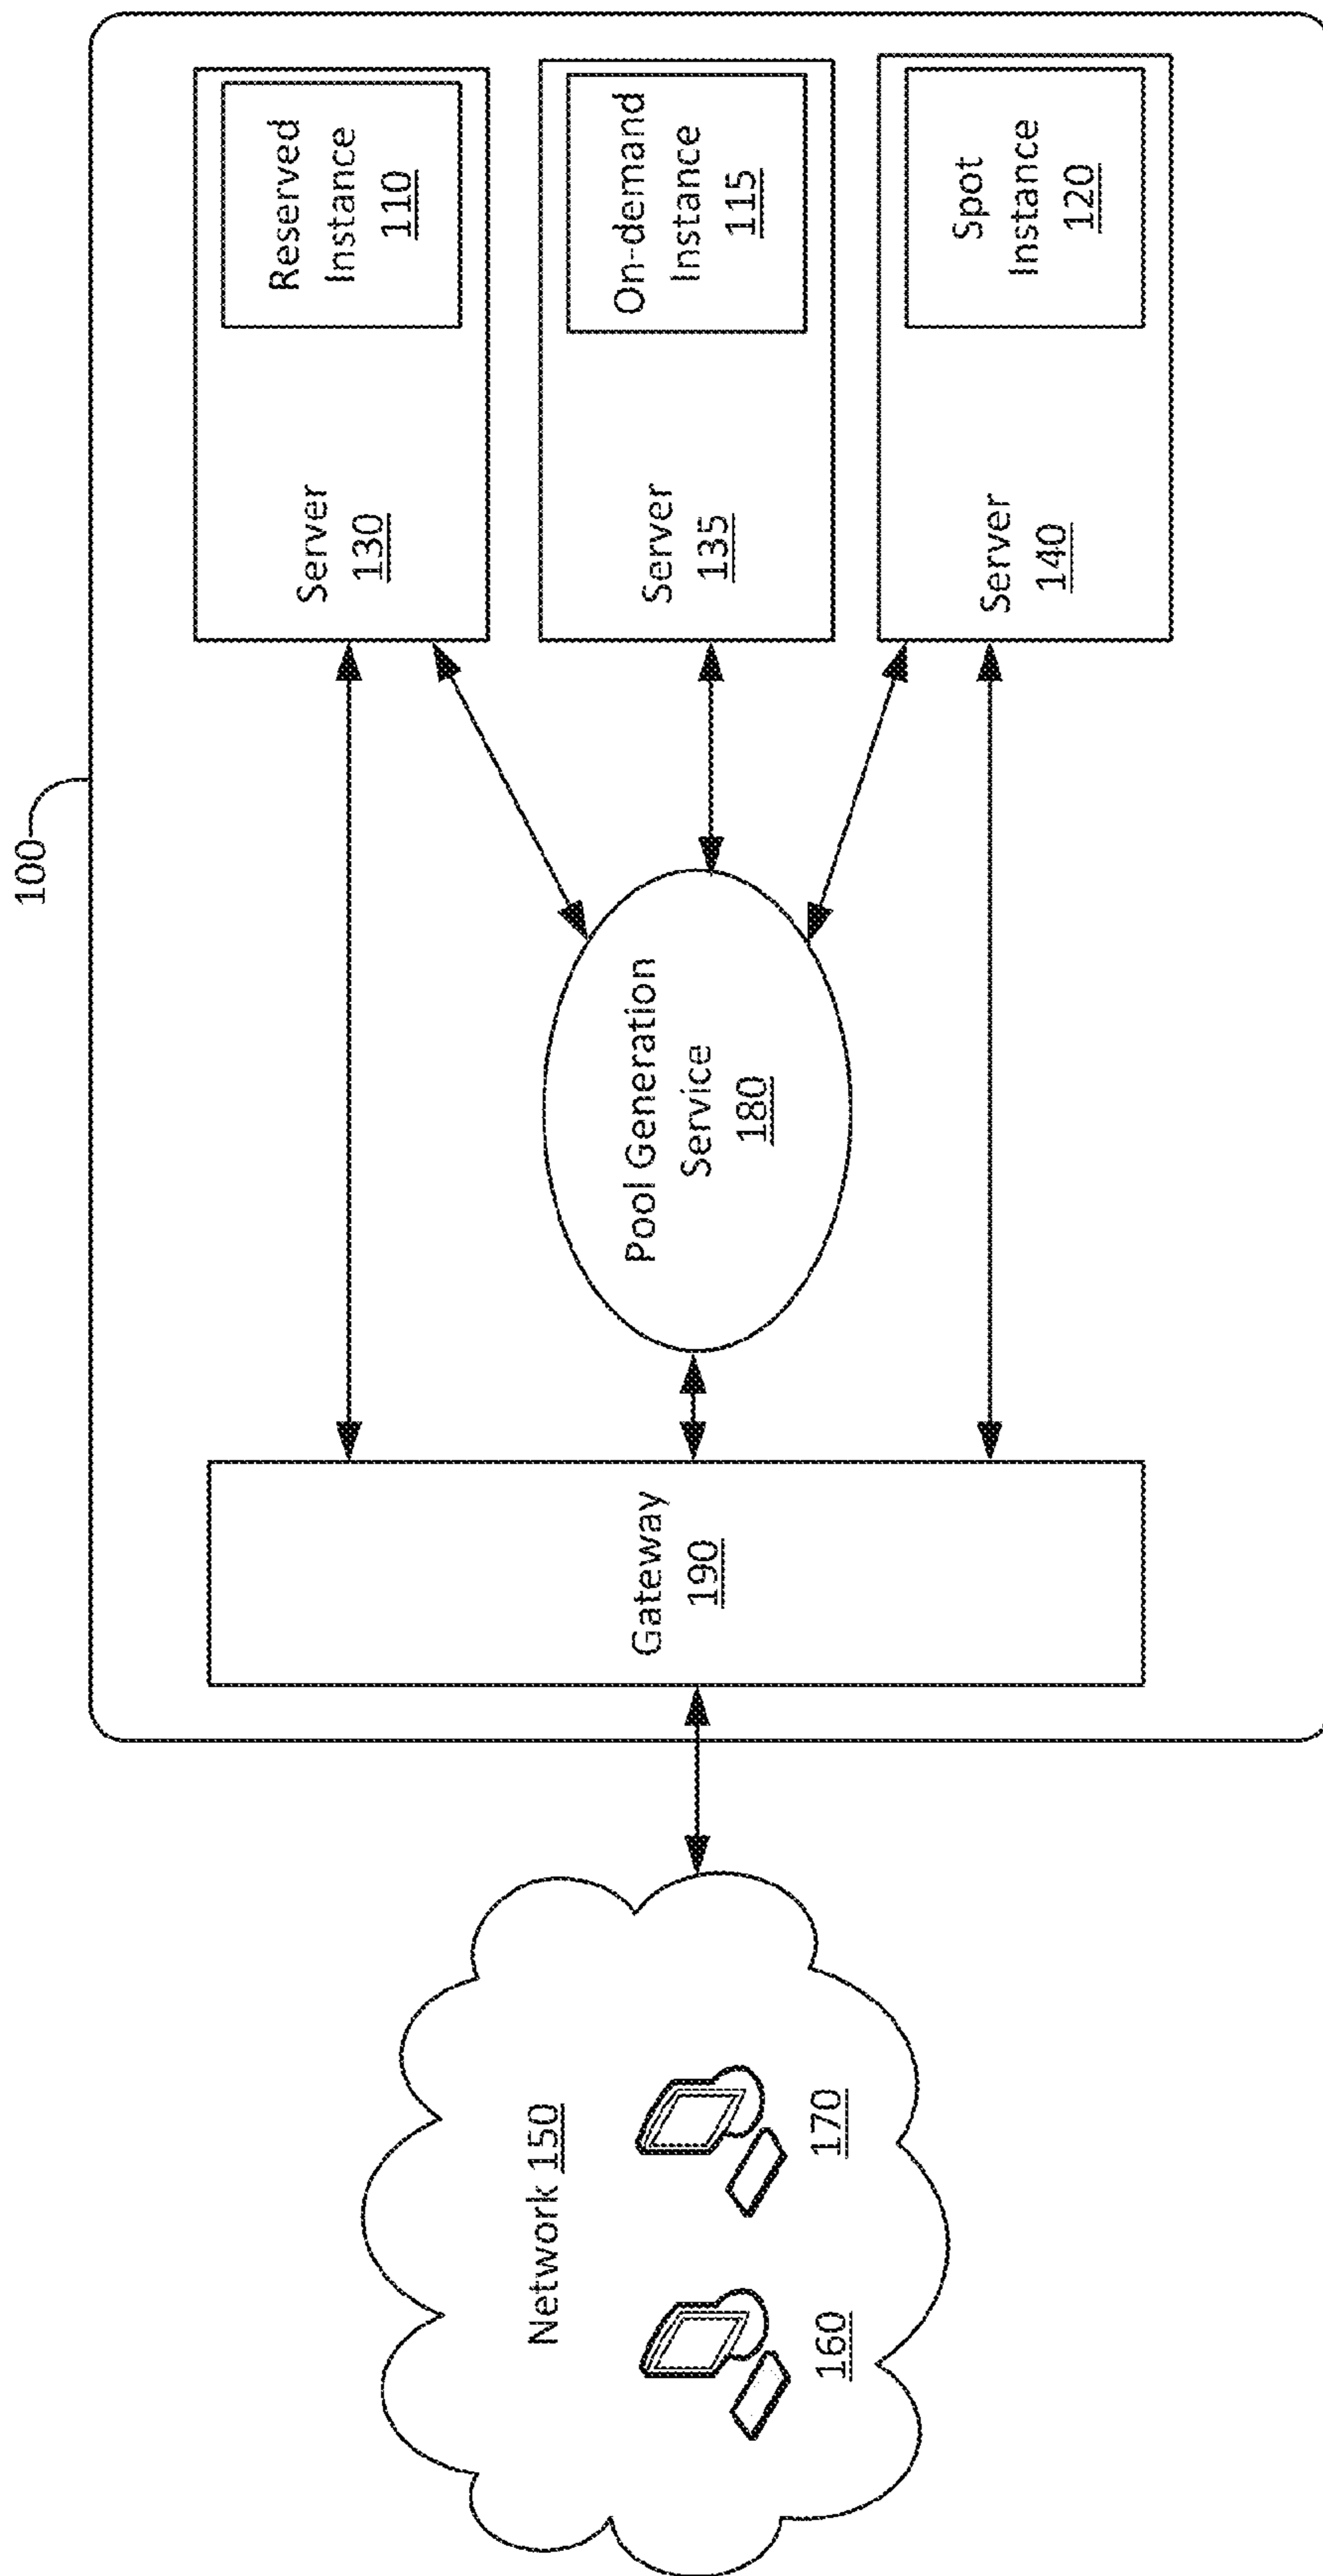 100
Network 150
160
170
Gateway
190
Pool Generation
Service
180
Server
130
Reserved
Instance
110
Server
135
On-demand
Instance
115
Server
140
Spot
Instance
120